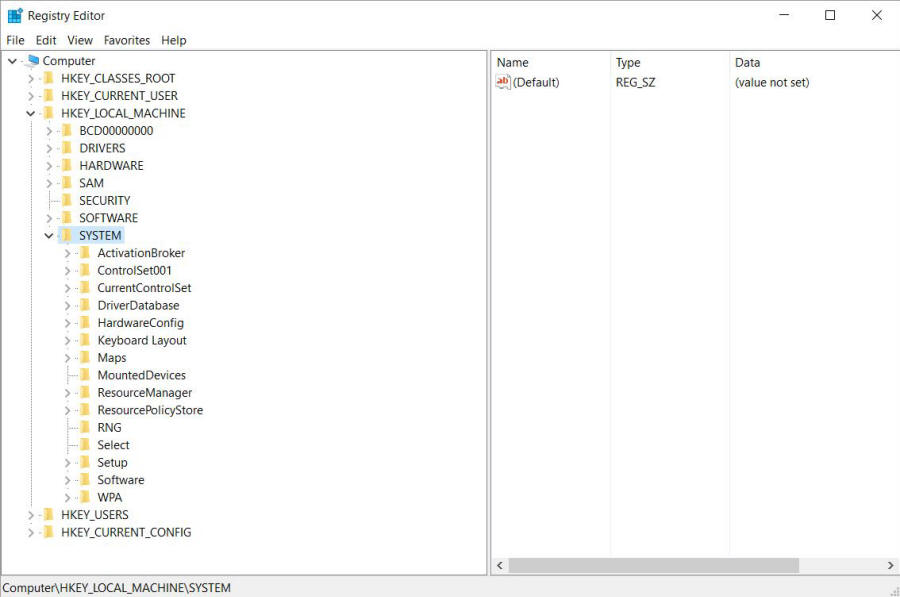 Registry Editor
File Edit View Favorites Help
Computer
HKEY_CLASSES_ROOT
HKEY_CURRENT_USER
HKEY_LOCAL_MACHINE
BCD00000000
DRIVERS
HARDWARE
SAM
SECURITY
SOFTWARE
SYSTEM
ActivationBroker
ControlSet001
CurrentControlSet
DriverDatabase
HardwareConfig
Keyboard Layout
Maps
MountedDevices
ResourceManager
ResourcePolicyStore
RNG
Select
Setup
Software
WPA
HKEY_USERS
HKEY_CURRENT_CONFIG
Name Type Data
ab (Default) REG_SZ (value not set)
Computer\HKEY_LOCAL_MACHINE\SYSTEM